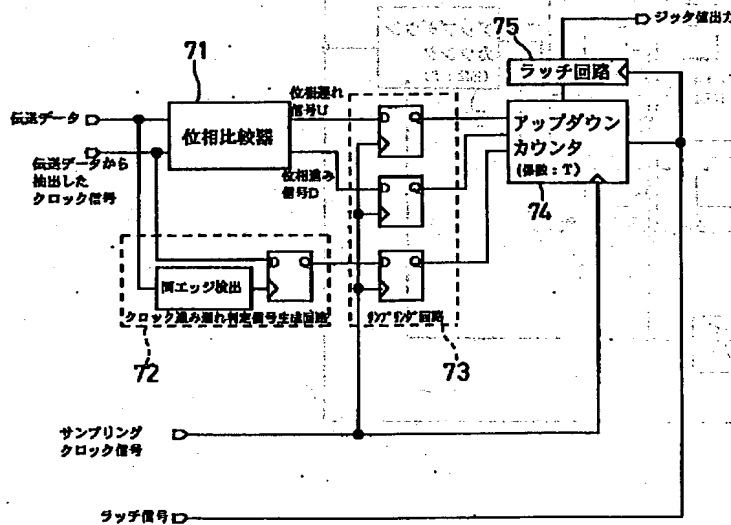 ジッタ値出力
75
ラッチ回路
71
位相遅れ
信号U
伝送データ
位相比較器
アップダウン
カウンタ
(係数:T)
74
伝送データから
抽出した
クロック信号
位相進み
信号D
D Q
D Q
D Q
D Q
両エッジ検出
クロック進み遅れ判定信号生成回路
サンプリング回路
72
73
サンプリング
クロック信号
ラッチ信号